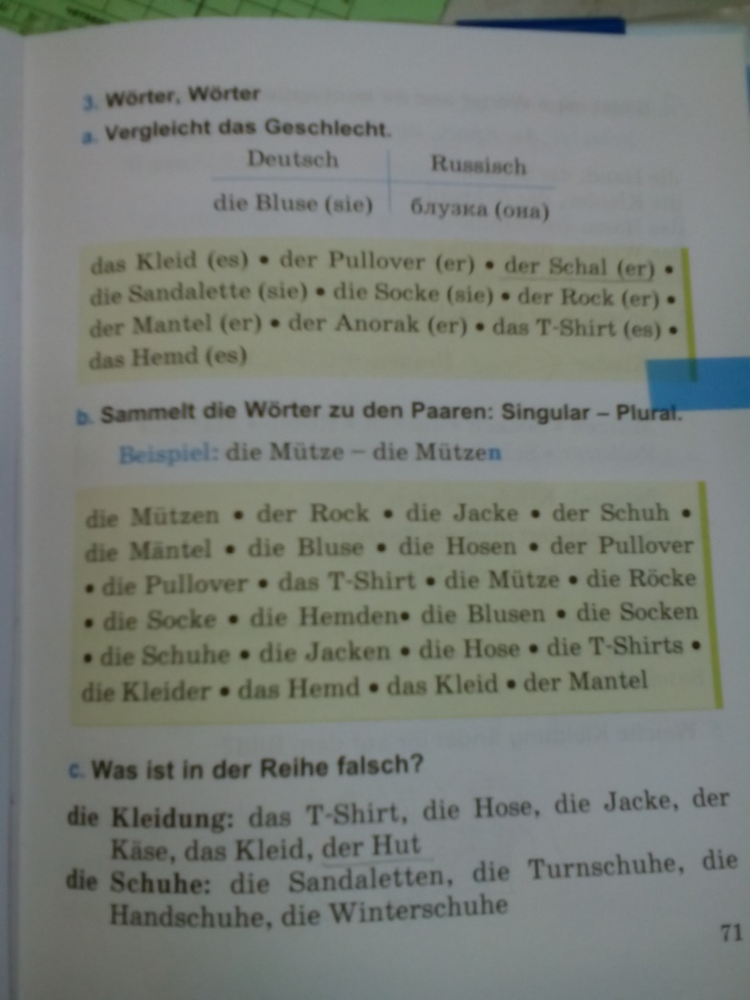 3. Wörter, Wörter
a. Vergleicht das Geschlecht.
Deutsch Russisch
die Bluse (sie) блузка (она)
das Kleid (es) • der Pullover (er) • der Schal (er) •
die Sandalette (sie) • die Socke (sie) • der Rock (er) •
der Mantel (er) • der Anorak (er) • das T-Shirt (es) •
das Hemd (es)
b. Sammelt die Wörter zu den Paaren: Singular – Plural.
Beispiel: die Mütze – die Mützen
die Mützen • der Rock • die Jacke • der Schuh •
die Mäntel • die Bluse • die Hosen • der Pullover
• die Pullover • das T-Shirt • die Mütze • die Röcke
• die Socke • die Hemden• die Blusen • die Socken
• die Schuhe • die Jacken • die Hose • die T-Shirts •
die Kleider • das Hemd • das Kleid • der Mantel
c. Was ist in der Reihe falsch?
die Kleidung: das T-Shirt, die Hose, die Jacke, der
Käse, das Kleid, der Hut
die Schuhe: die Sandaletten, die Turnschuhe, die
Handschuhe, die Winterschuhe
71